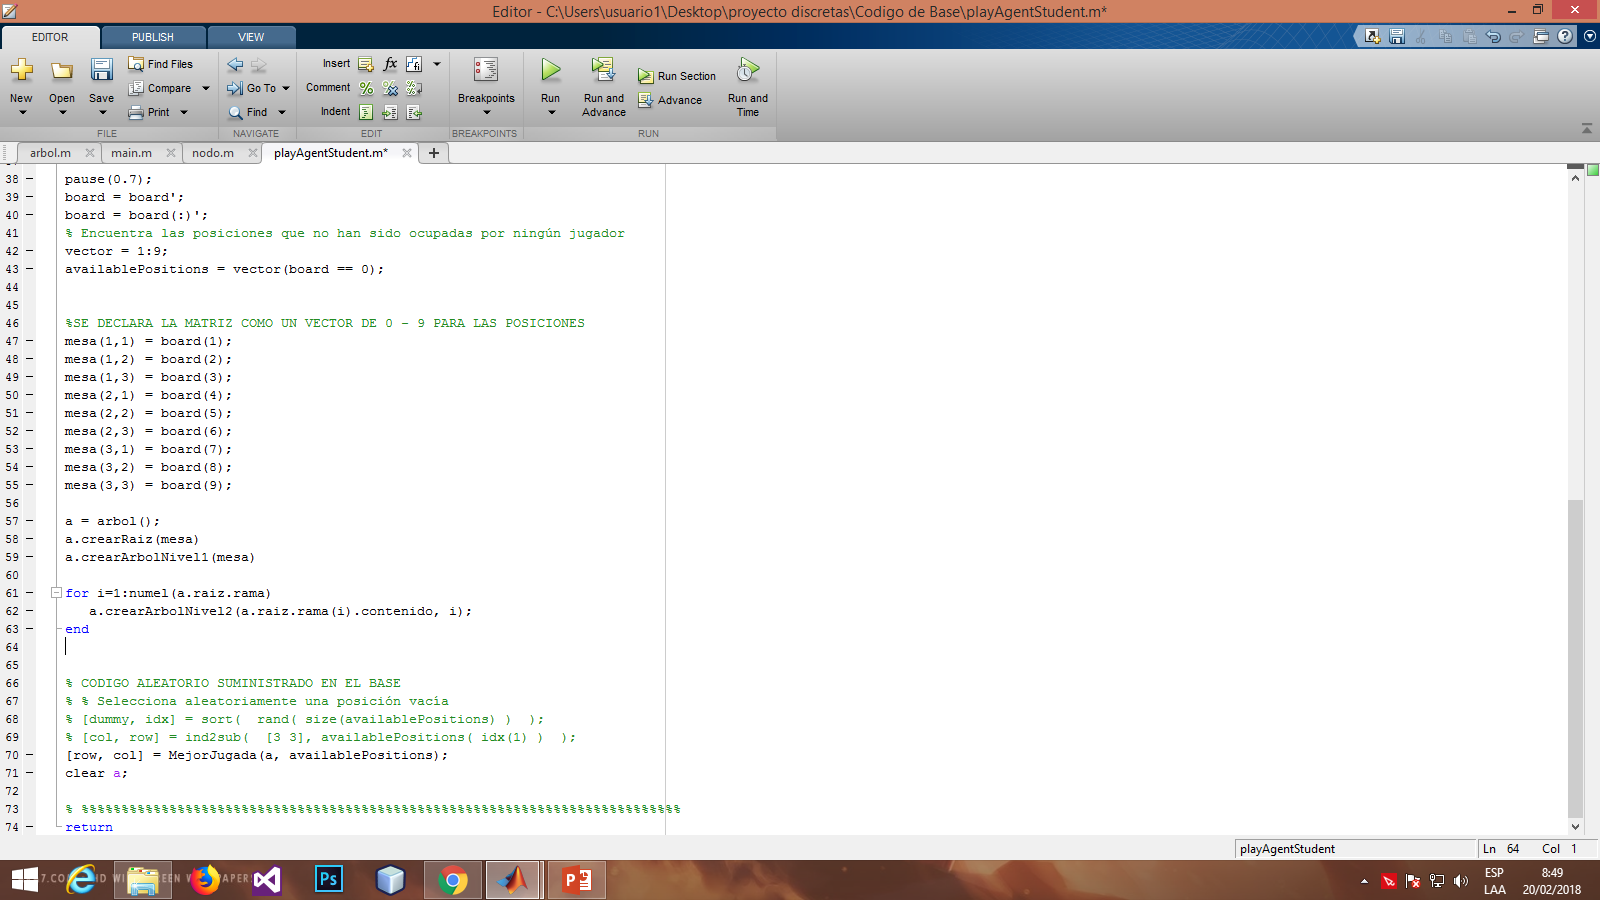 Editor - C:\Users\usuario1\Desktop\proyecto discretas\Codigo de Base\playAgentStudent.m*
EDITOR PUBLISH VIEW
New Open Save Find Files Compare Print
Go To Find
Insert fx
Comment
Indent
Breakpoints
Run Run and Advance Run Section Advance Run and Time
FILE NAVIGATE EDIT BREAKPOINTS RUN
arbol.m main.m nodo.m playAgentStudent.m* +
38 pause(0.7);
39 board = board';
40 board = board(:)';
41 % Encuentra las posiciones que no han sido ocupadas por ningún jugador
42 vector = 1:9;
43 availablePositions = vector(board == 0);
44
45
46 %SE DECLARA LA MATRIZ COMO UN VECTOR DE 0 - 9 PARA LAS POSICIONES
47 mesa(1,1) = board(1);
48 mesa(1,2) = board(2);
49 mesa(1,3) = board(3);
50 mesa(2,1) = board(4);
51 mesa(2,2) = board(5);
52 mesa(2,3) = board(6);
53 mesa(3,1) = board(7);
54 mesa(3,2) = board(8);
55 mesa(3,3) = board(9);
56
57 a = arbol();
58 a.crearRaiz(mesa)
59 a.crearArbolNivel1(mesa)
60
61 for i=1:numel(a.raiz.rama)
62 a.crearArbolNivel2(a.raiz.rama(i).contenido, i);
63 end
64
65
66 % CODIGO ALEATORIO SUMINISTRADO EN EL BASE
67 % % Selecciona aleatoriamente una posición vacía
68 % [dummy, idx] = sort(  rand( size(availablePositions) )  );
69 % [col, row] = ind2sub(  [3 3], availablePositions( idx(1) )  );
70 [row, col] = MejorJugada(a, availablePositions);
71 clear a;
72
73 % %%%%%%%%%%%%%%%%%%%%%%%%%%%%%%%%%%%%%%%%%%%%%%%%%%%%%%%%%%%%%%%%%%%%%%%%%%%
74 return
playAgentStudent Ln 64 Col 1
Ps
ESP 8:49
LAA 20/02/2018